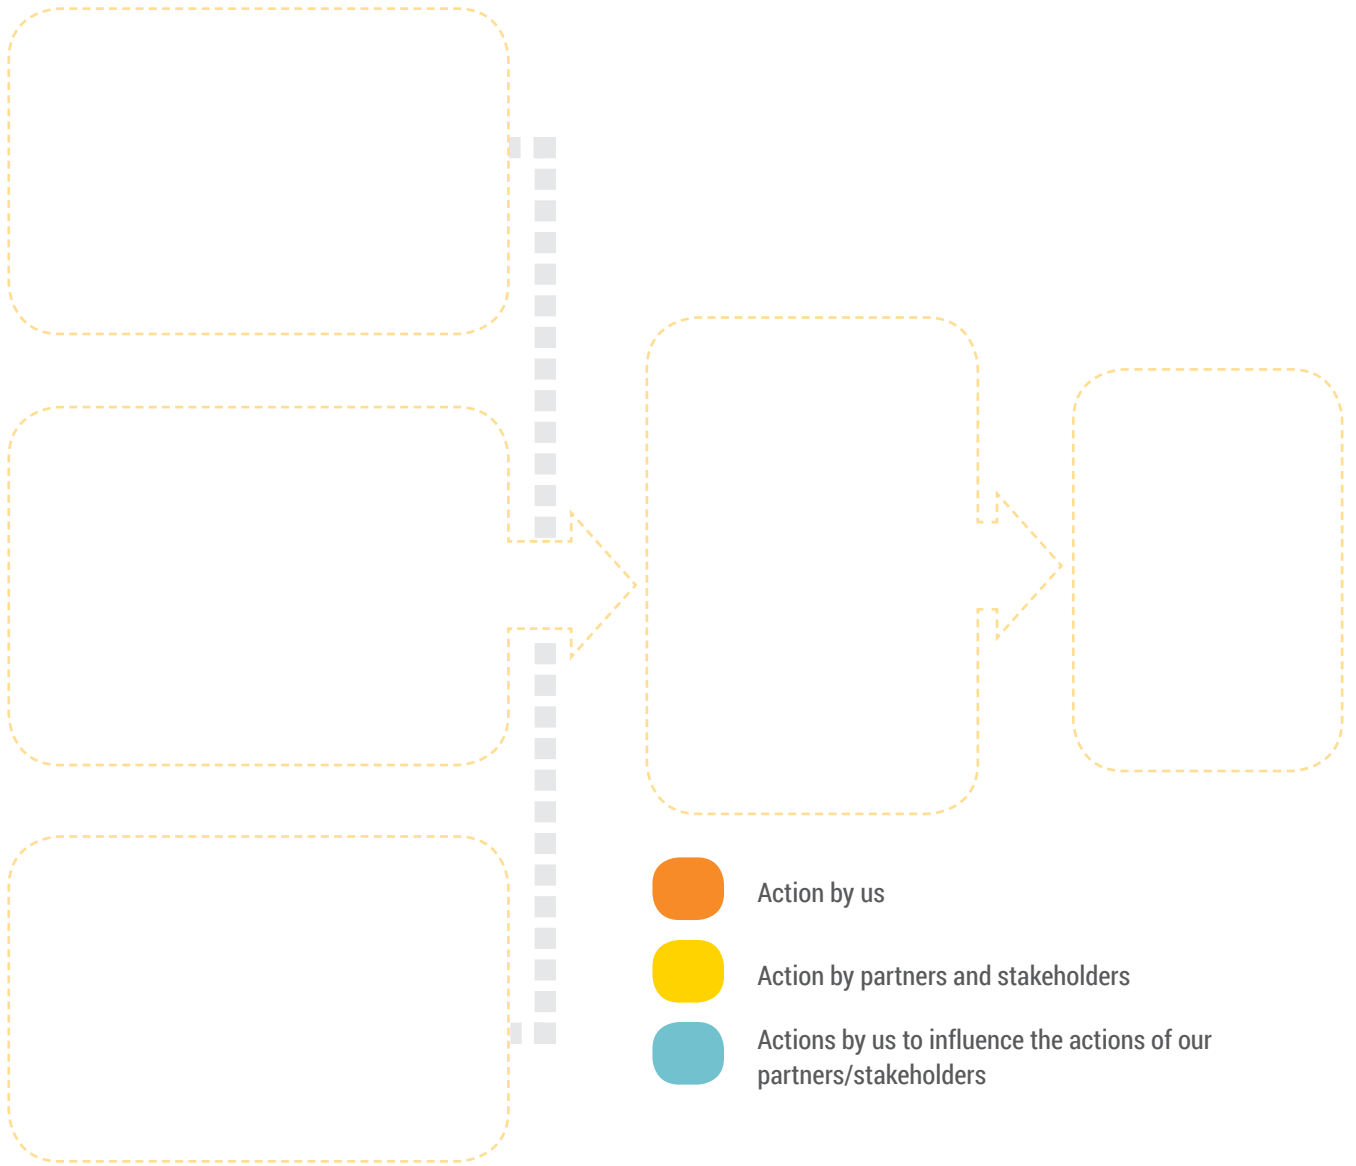 Action by us
Action by partners and stakeholders
Actions by us to influence the actions of our
partners/stakeholders